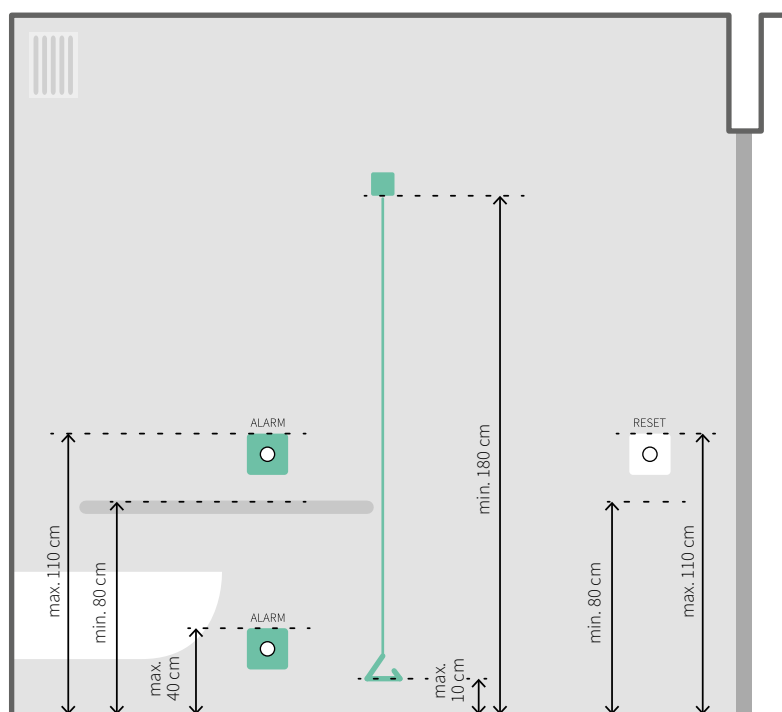 ALARM
RESET
min. 180 cm
max. 110 cm
min. 80 cm
min. 80 cm
max. 110 cm
ALARM
max.
40 cm
max.
10 cm